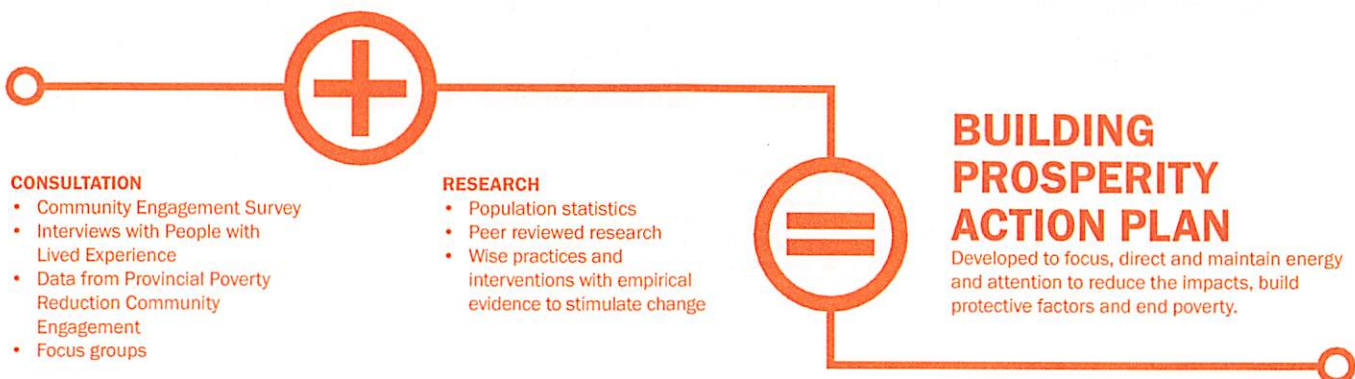 CONSULTATION
• Community Engagement Survey
• Interviews with People with
Lived Experience
• Data from Provincial Poverty
Reduction Community
Engagement
• Focus groups
RESEARCH
• Population statistics
• Peer reviewed research
• Wise practices and
interventions with empirical
evidence to stimulate change
BUILDING
PROSPERITY
ACTION PLAN
Developed to focus, direct and maintain energy
and attention to reduce the impacts, build
protective factors and end poverty.